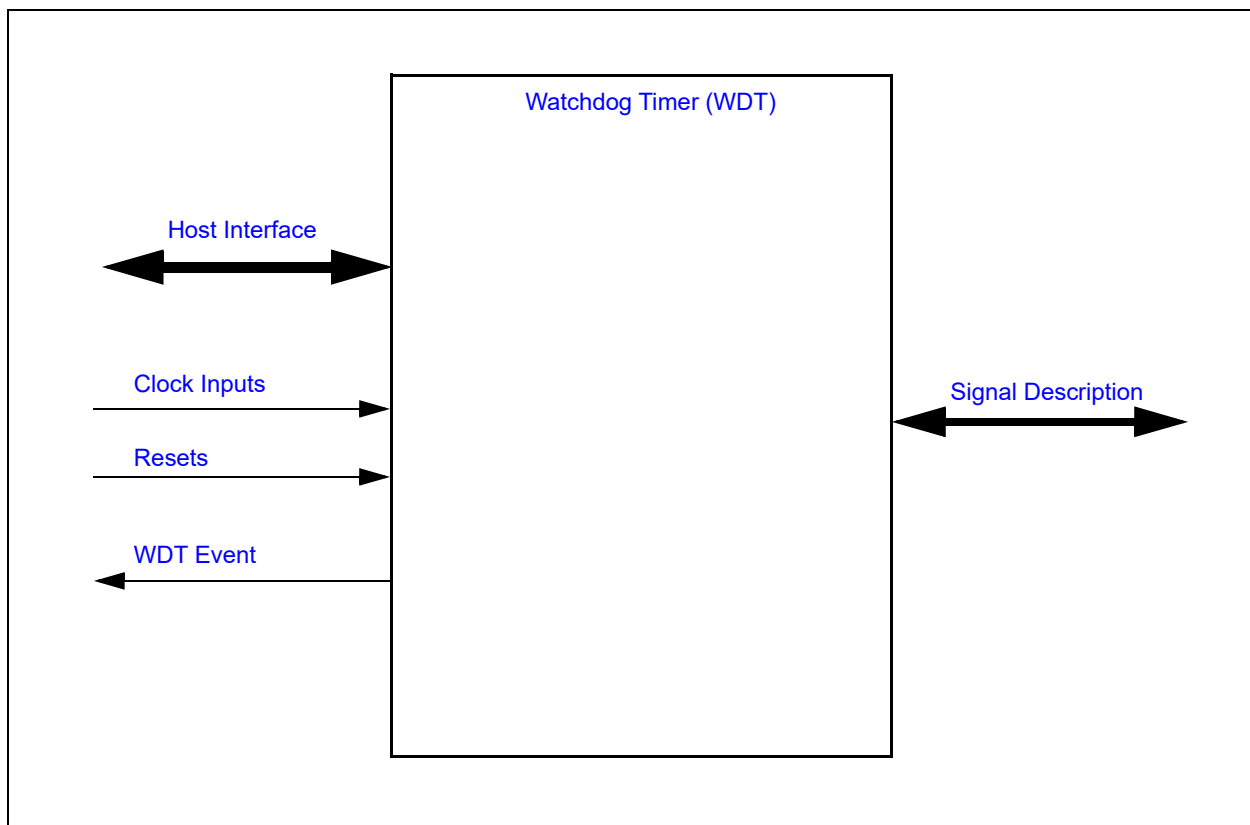 Watchdog Timer (WDT)
Host Interface
Clock Inputs
Signal Description
Resets
WDT Event